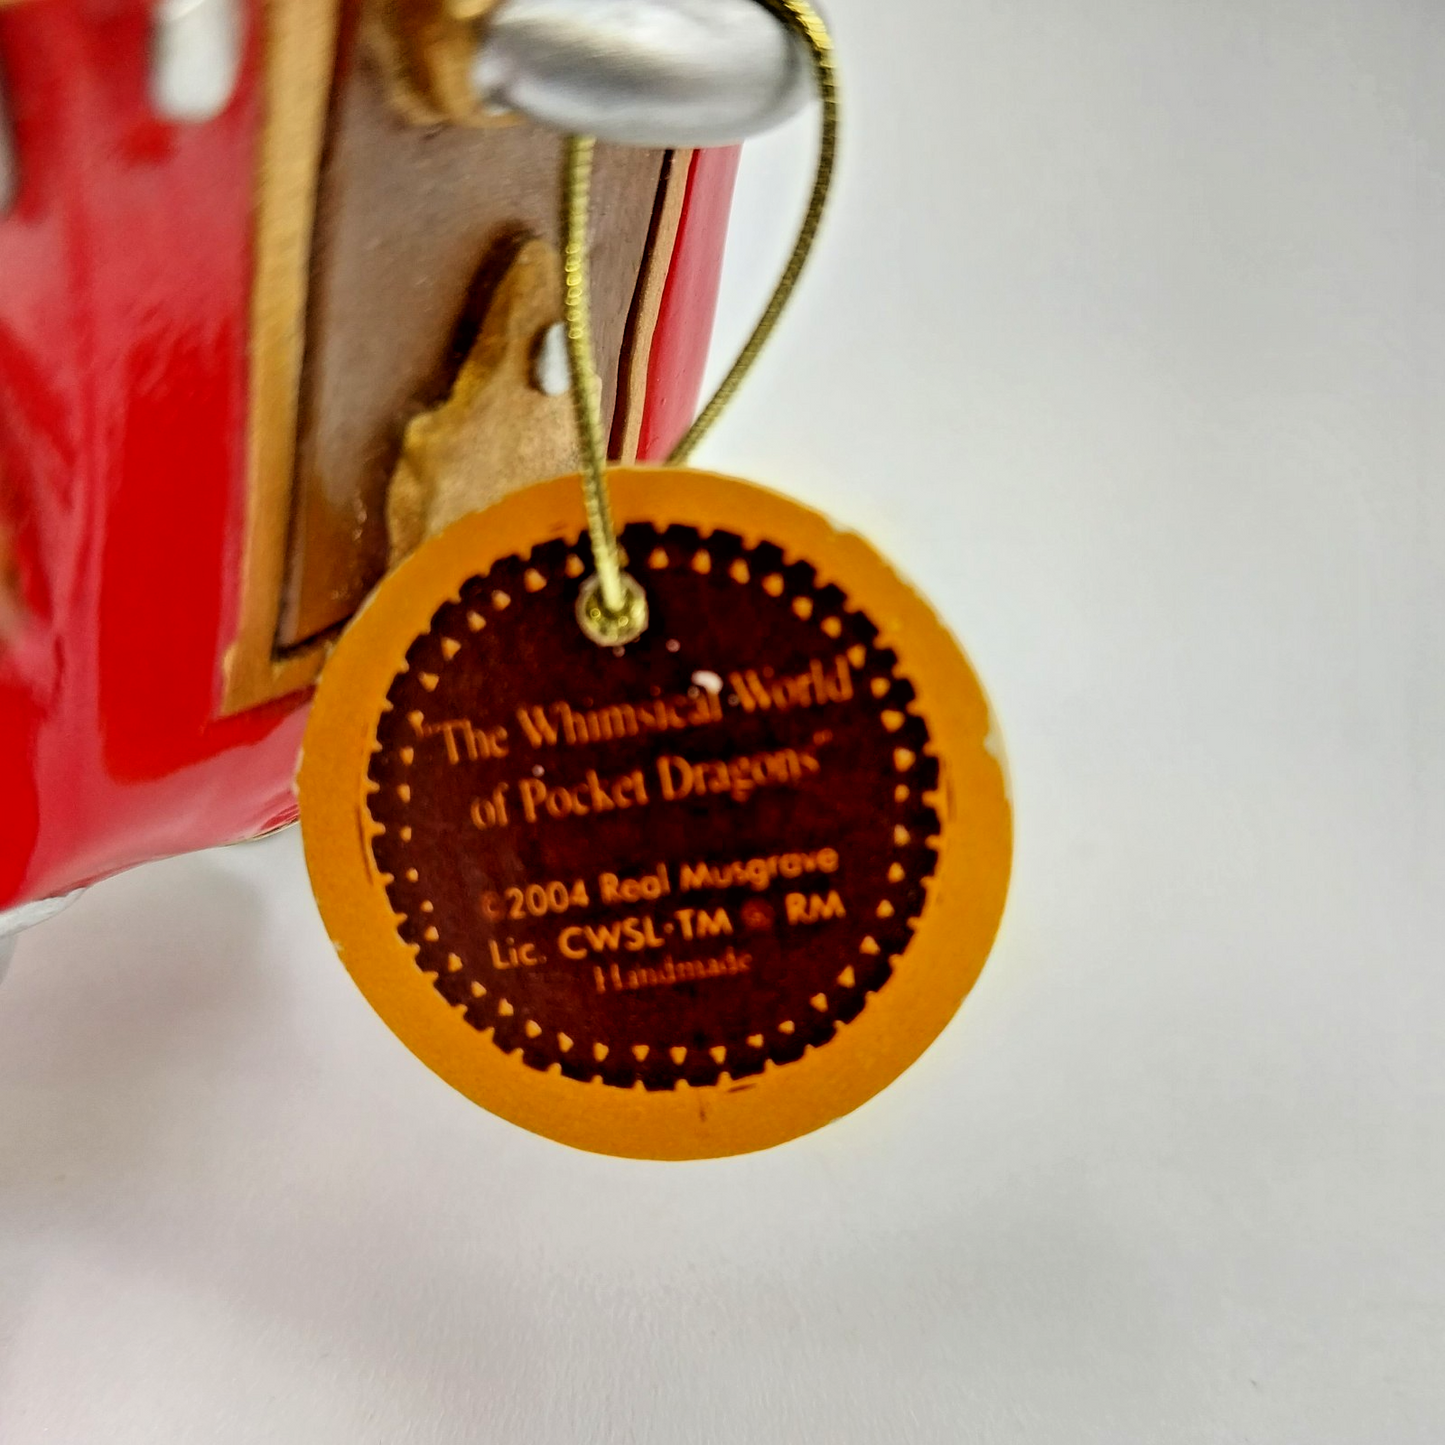 "The Whimsical World
of Pocket Dragons"
©2004 Real Musgrave
Lic. CWSL·TM RM
Handmade